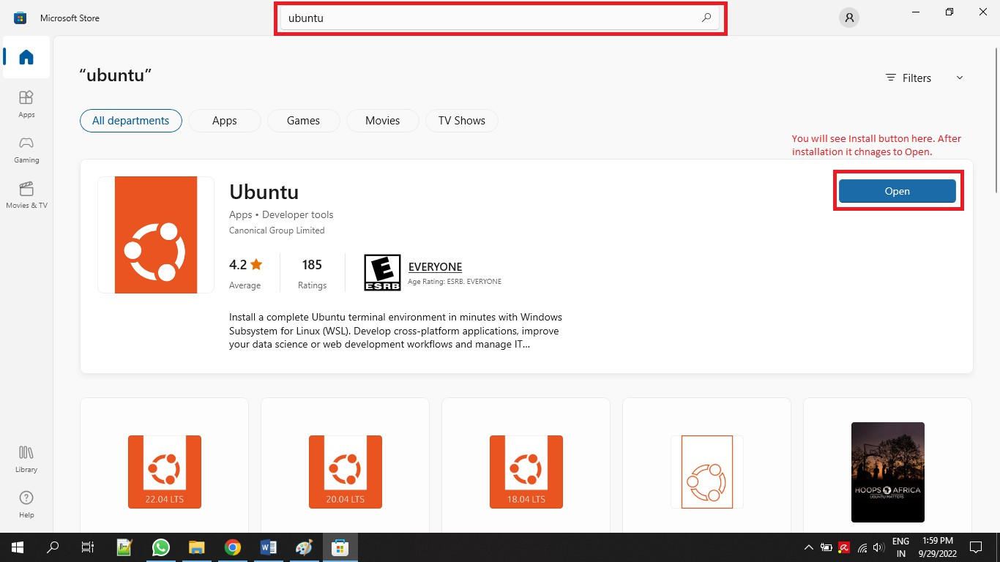 Microsoft Store
ubuntu
“ubuntu”
Filters
All departments
Apps
Games
Movies
TV Shows
Apps
Gaming
Movies & TV
You will see Install button here. After
installation it chnages to Open.
Ubuntu
Open
Apps • Developer tools
Canonical Group Limited
4.2
185
E
ESRB
EVERYONE
Average
Ratings
Age Rating: ESRB. EVERYONE
Install a complete Ubuntu terminal environment in minutes with Windows
Subsystem for Linux (WSL). Develop cross-platform applications, improve
your data science or web development workflows and manage IT...
22.04 LTS
20.04 LTS
18.04 LTS
HOOPS AFRICA
UBUNTU MATTERS
Library
Help
ENG
IN
1:59 PM
9/29/2022